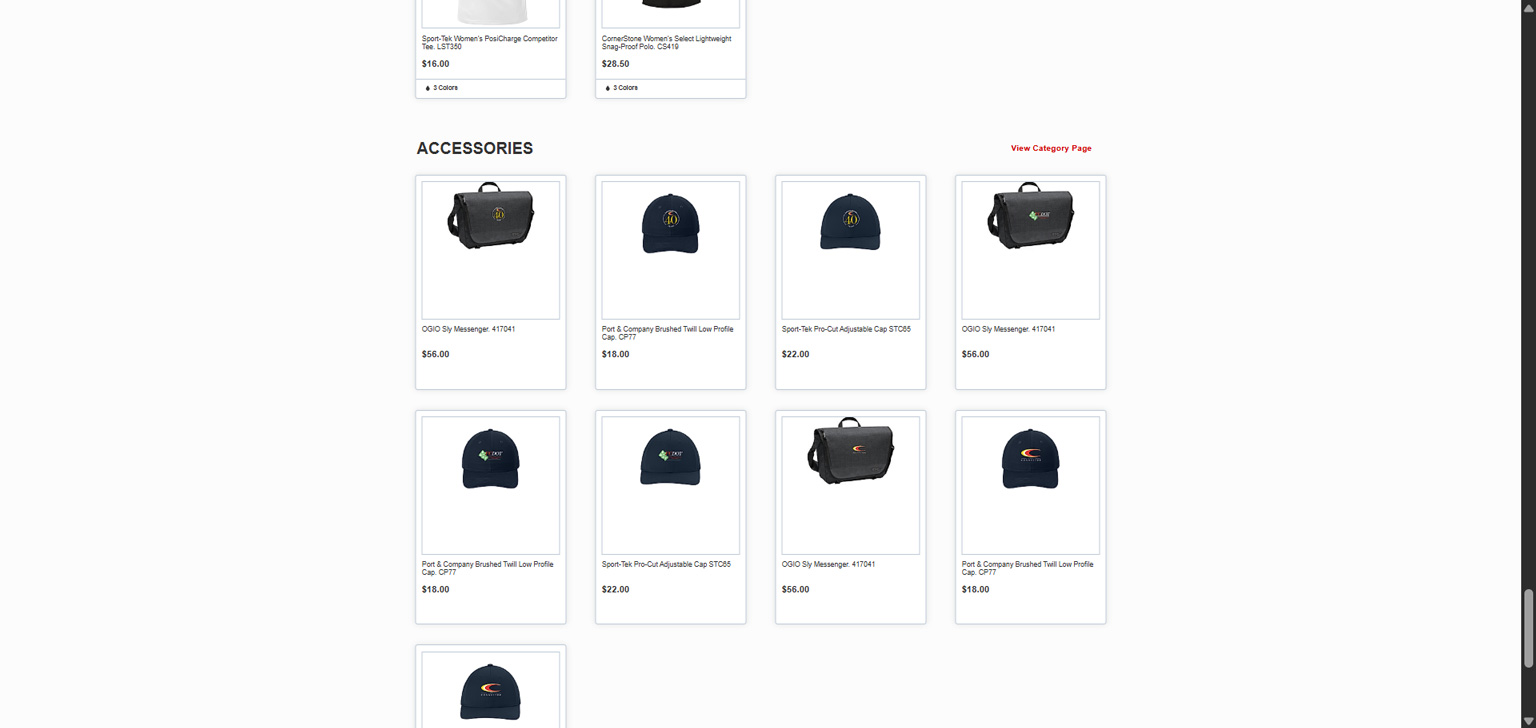 Sport-Tek Women's PosiCharge Competitor
Tee. LST350
$16.00
3 Colors
CornerStone Women's Select Lightweight
Snag-Proof Polo. CS419
$28.50
3 Colors
ACCESSORIES
View Category Page
40
OGIO Sly Messenger. 417041
$56.00
40
Port & Company Brushed Twill Low Profile
Cap. CP77
$18.00
40
Sport-Tek Pro-Cut Adjustable Cap STC65
$22.00
OGIO Sly Messenger. 417041
$56.00
Port & Company Brushed Twill Low Profile
Cap. CP77
$18.00
Sport-Tek Pro-Cut Adjustable Cap STC65
$22.00
OGIO Sly Messenger. 417041
$56.00
Port & Company Brushed Twill Low Profile
Cap. CP77
$18.00